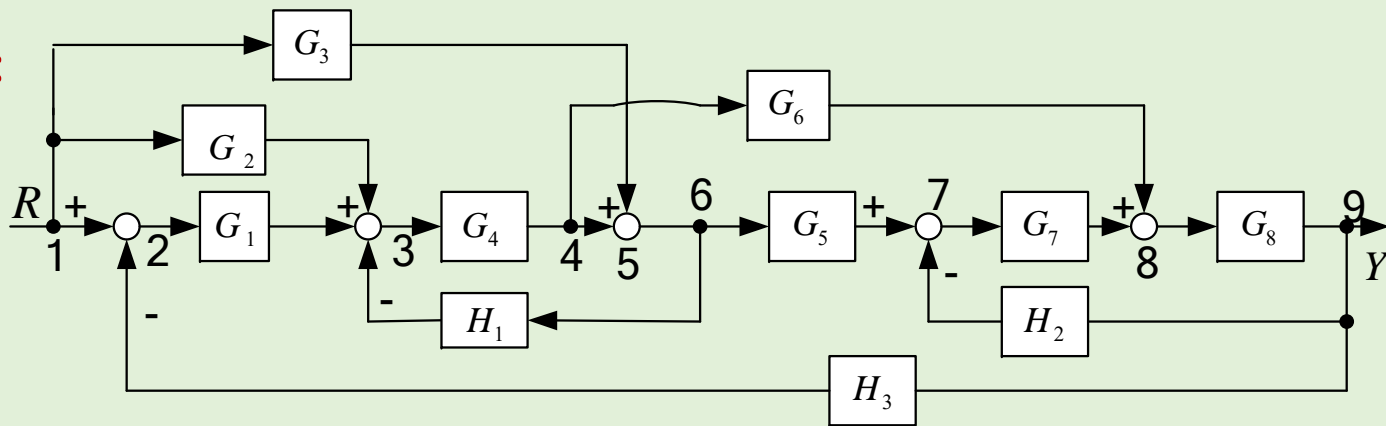 :
G₃
G₆
G ₂
R + 1 - 2 G₁ + - 3 G₄ 4 + 5 6 G₅ + 7 - G₇ + 8 G₈ 9 Y
H₁
H₂
H₃